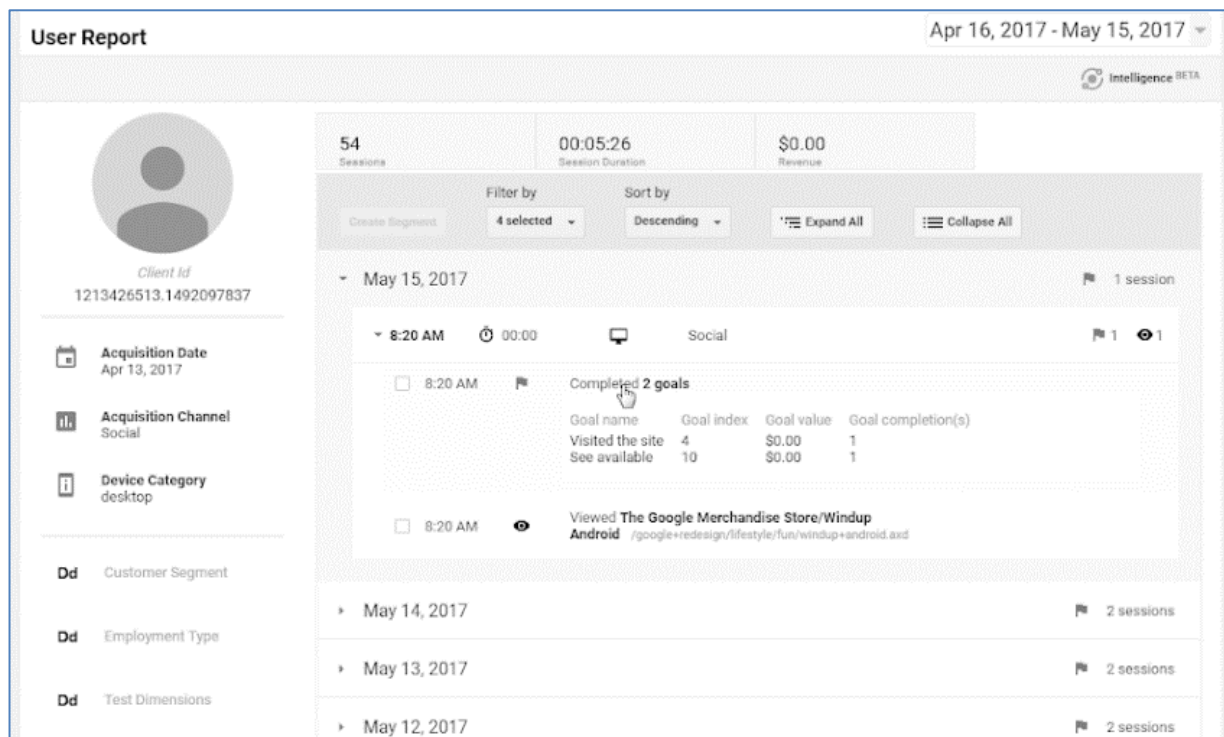 User Report
Apr 16, 2017 - May 15, 2017
Intelligence BETA
54
Sessions
00:05:26
Session Duration
$0.00
Revenue
Filter by
Sort by
Create Segment
4 selected
Descending
Expand All
Collapse All
Client Id
1213426513.1492097837
Acquisition Date
Apr 13, 2017
Acquisition Channel
Social
Device Category
desktop
Dd Customer Segment
Dd Employment Type
Dd Test Dimensions
May 15, 2017 1 session
8:20 AM 00:00 Social 1 1
8:20 AM Completed 2 goals
Goal name Goal index Goal value Goal completion(s)
Visited the site 4 $0.00 1
See available 10 $0.00 1
8:20 AM Viewed The Google Merchandise Store/Windup
Android /google+redesign/lifestyle/fun/windup+android.axd
May 14, 2017 2 sessions
May 13, 2017 2 sessions
May 12, 2017 2 sessions